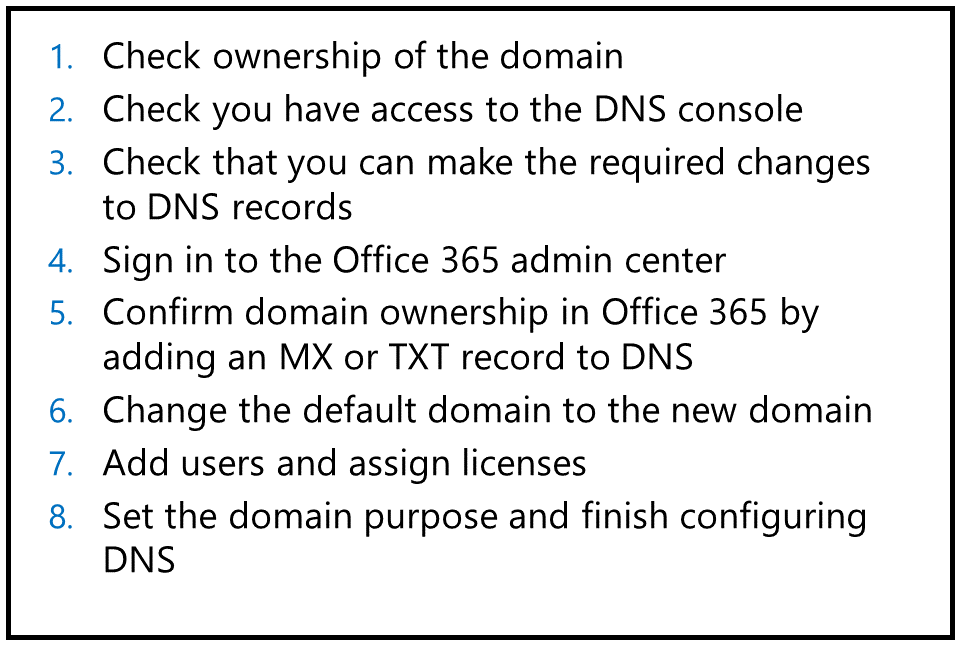 1. Check ownership of the domain
2. Check you have access to the DNS console
3. Check that you can make the required changes
to DNS records
4. Sign in to the Office 365 admin center
5. Confirm domain ownership in Office 365 by
adding an MX or TXT record to DNS
6. Change the default domain to the new domain
7. Add users and assign licenses
8. Set the domain purpose and finish configuring
DNS